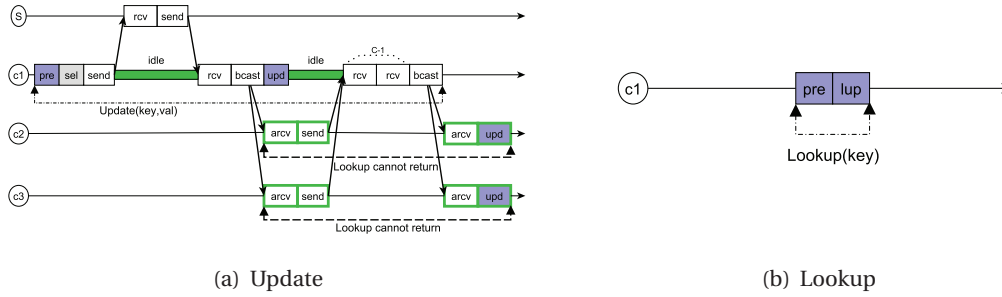 S
rcv send
idle
idle
C-1
c1
pre sel send
rcv bcast upd
rcv rcv bcast
Update(key,val)
c2
arcv send
arcv upd
Lookup cannot return
c3
arcv send
arcv upd
Lookup cannot return
(a) Update
c1
pre lup
Lookup(key)
(b) Lookup